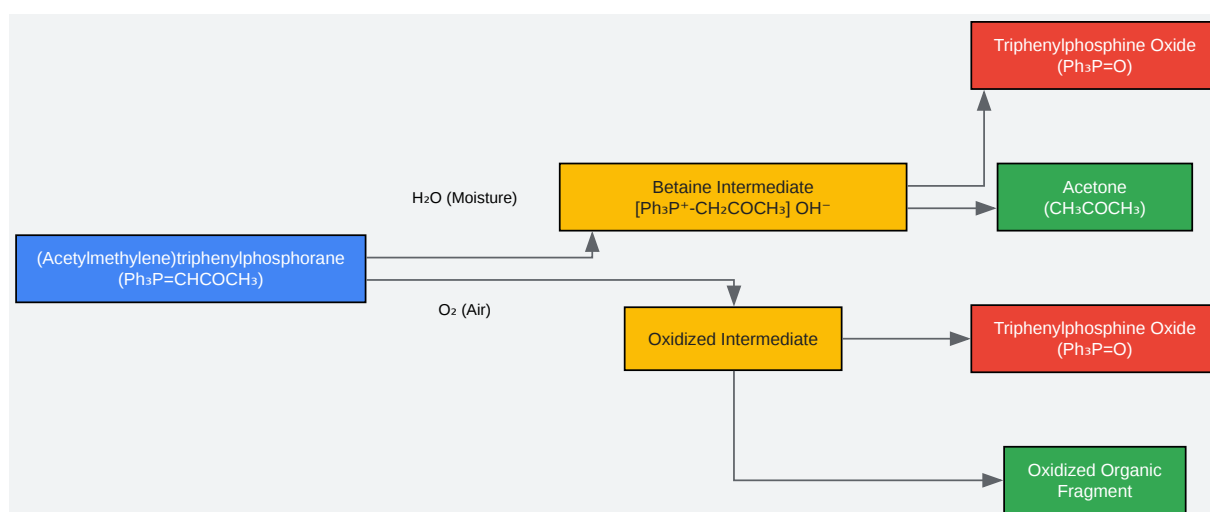 Triphenylphosphine Oxide
(Ph₃P=O)
H₂O (Moisture)
Betaine Intermediate
[Ph₃P⁺-CH₂COCH₃] OH⁻
Acetone
(CH₃COCH₃)
(Acetylmethylene)triphenylphosphorane
(Ph₃P=CHCOCH₃)
O₂ (Air)
Oxidized Intermediate
Triphenylphosphine Oxide
(Ph₃P=O)
Oxidized Organic
Fragment